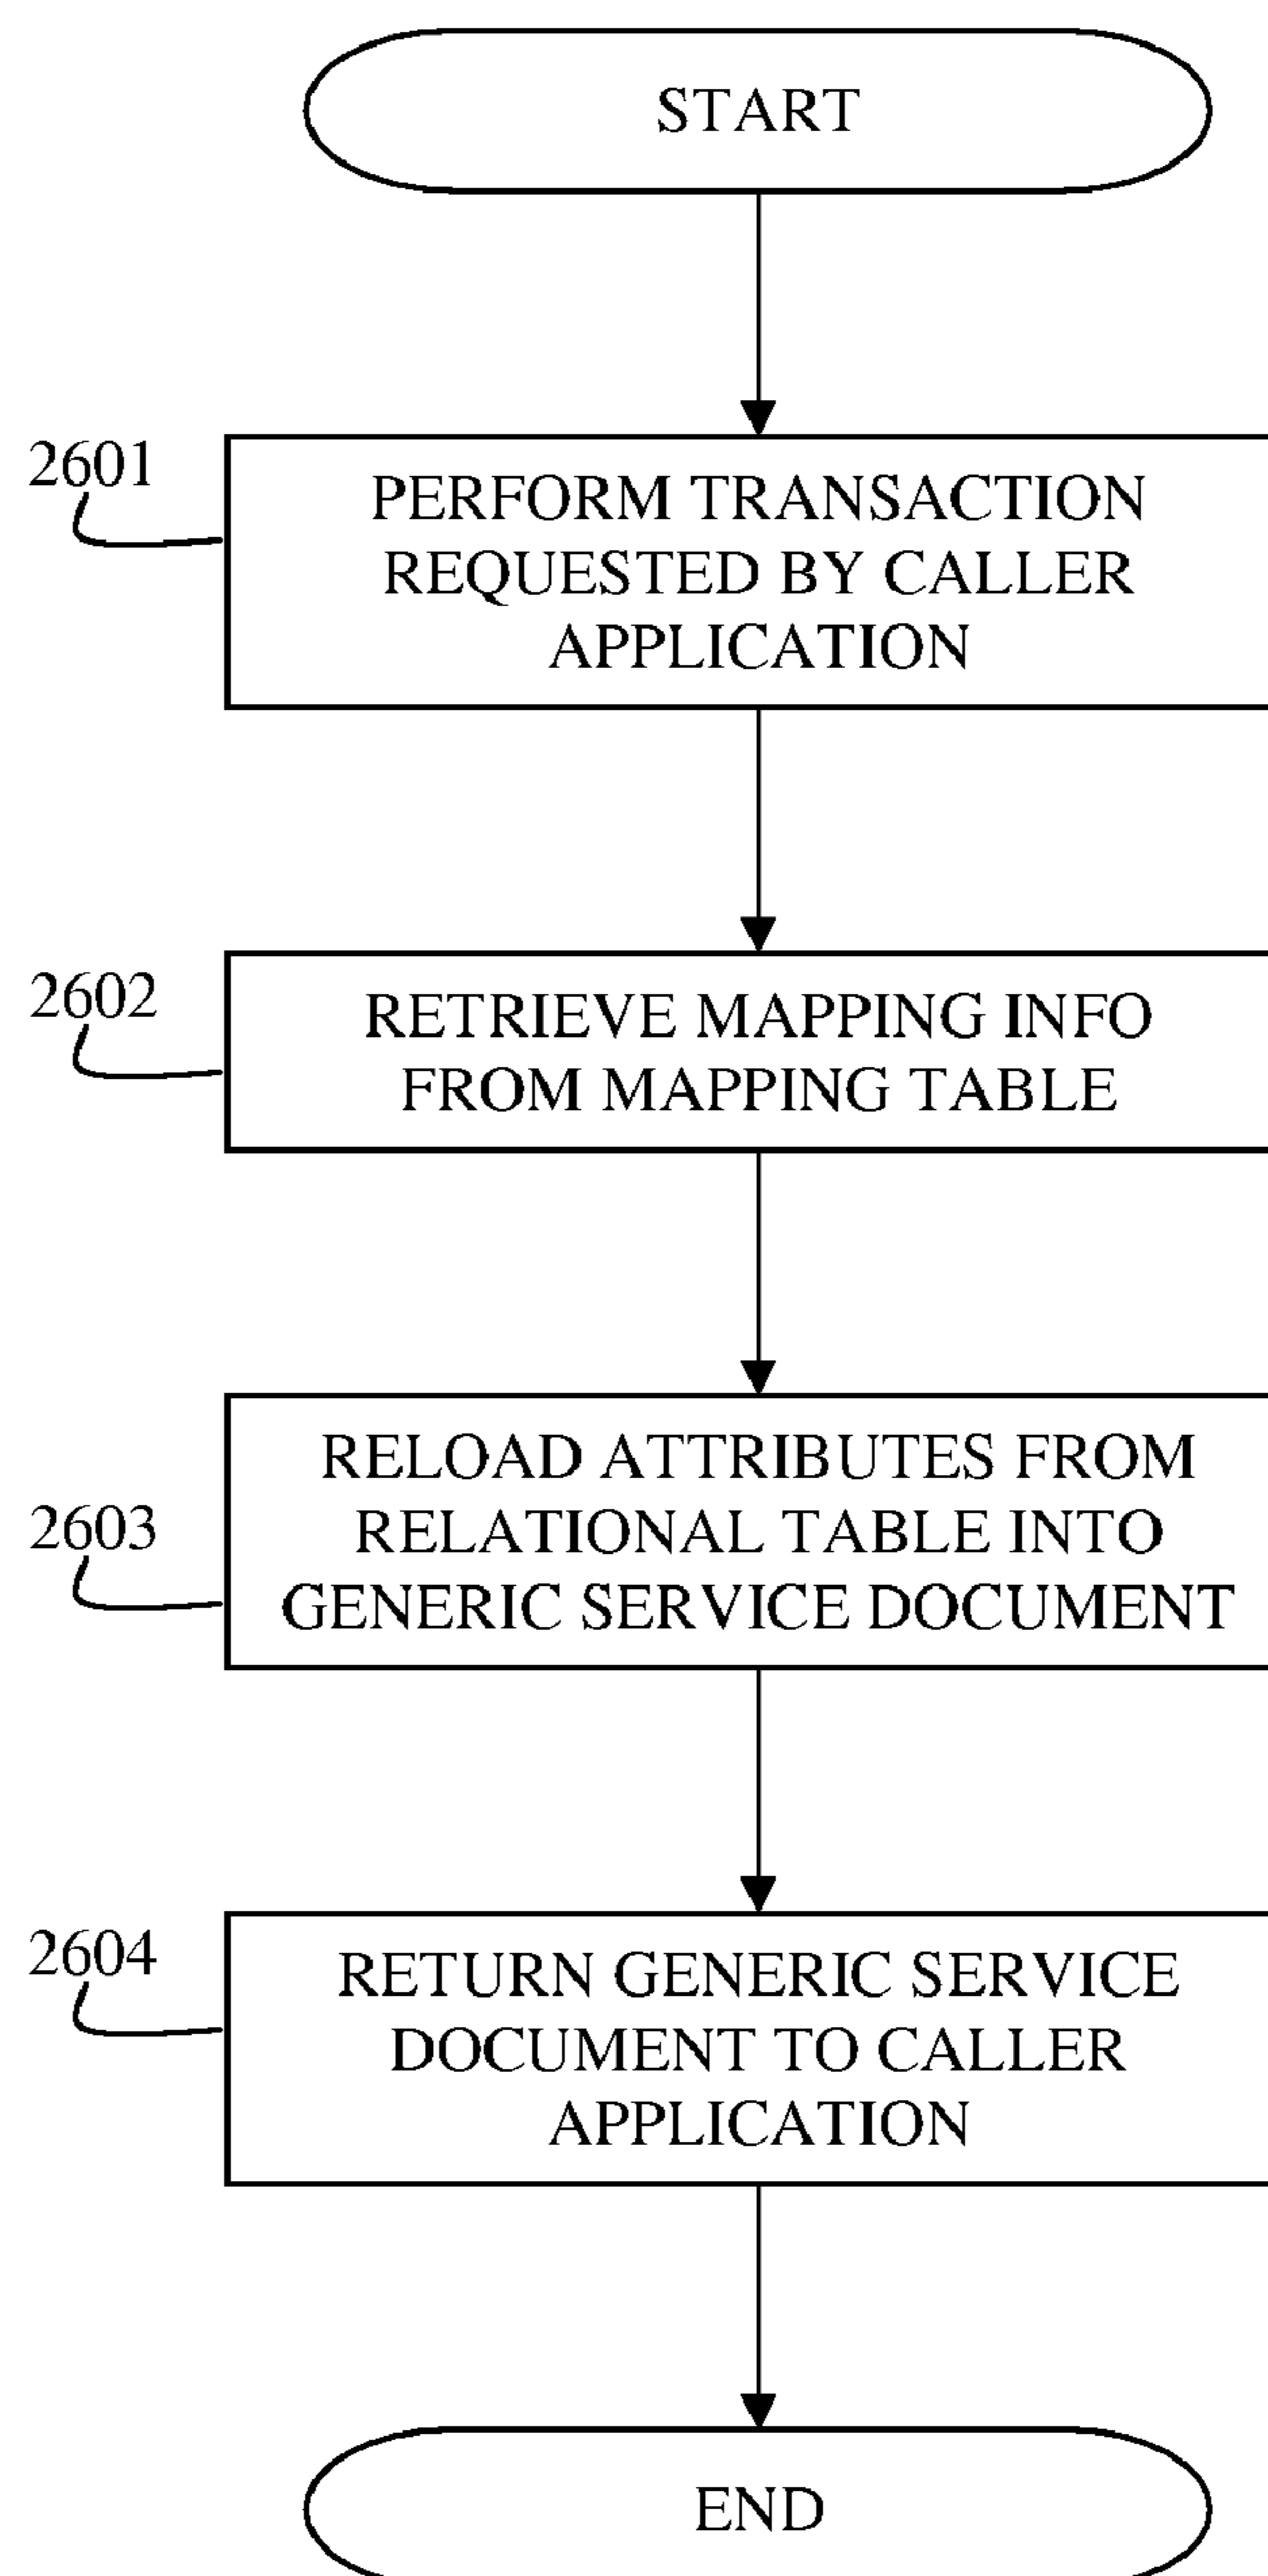 START
2601
PERFORM TRANSACTION
REQUESTED BY CALLER
APPLICATION
2602
RETRIEVE MAPPING INFO
FROM MAPPING TABLE
2603
RELOAD ATTRIBUTES FROM
RELATIONAL TABLE INTO
GENERIC SERVICE DOCUMENT
2604
RETURN GENERIC SERVICE
DOCUMENT TO CALLER
APPLICATION
END